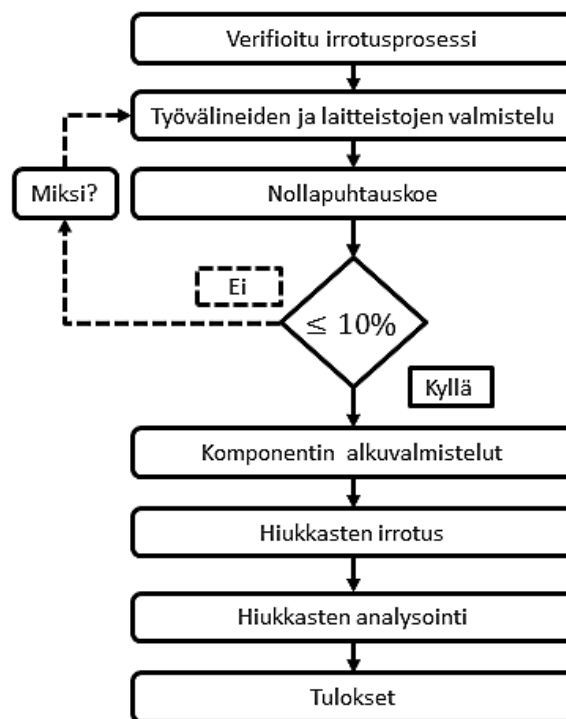 Verifioitu irrotusprosessi
Työvälineiden ja laitteistojen valmistelu
Miksi?
Nollapuhtauskoe
Ei
≤ 10%
Kyllä
Komponentin alkuvalmistelut
Hiukkasten irrotus
Hiukkasten analysointi
Tulokset